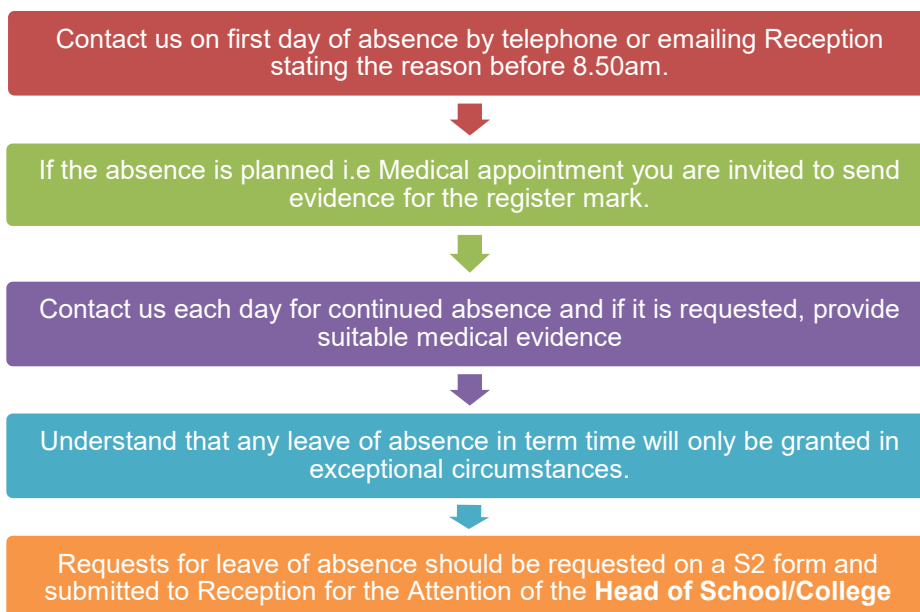 Contact us on first day of absence by telephone or emailing Reception
stating the reason before 8.50am.
If the absence is planned i.e Medical appointment you are invited to send
evidence for the register mark.
Contact us each day for continued absence and if it is requested, provide
suitable medical evidence
Understand that any leave of absence in term time will only be granted in
exceptional circumstances.
Requests for leave of absence should be requested on a S2 form and
submitted to Reception for the Attention of the Head of School/College